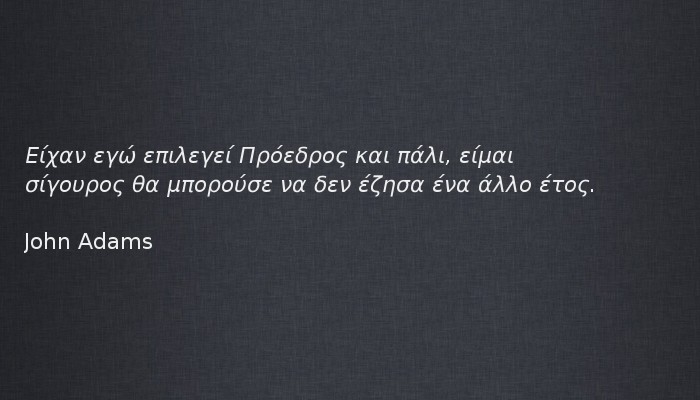 Είχαν εγώ επιλεγεί Πρόεδρος και πάλι, είμαι
σίγουρος θα μπορούσε να δεν έζησα ένα άλλο έτος.
John Adams